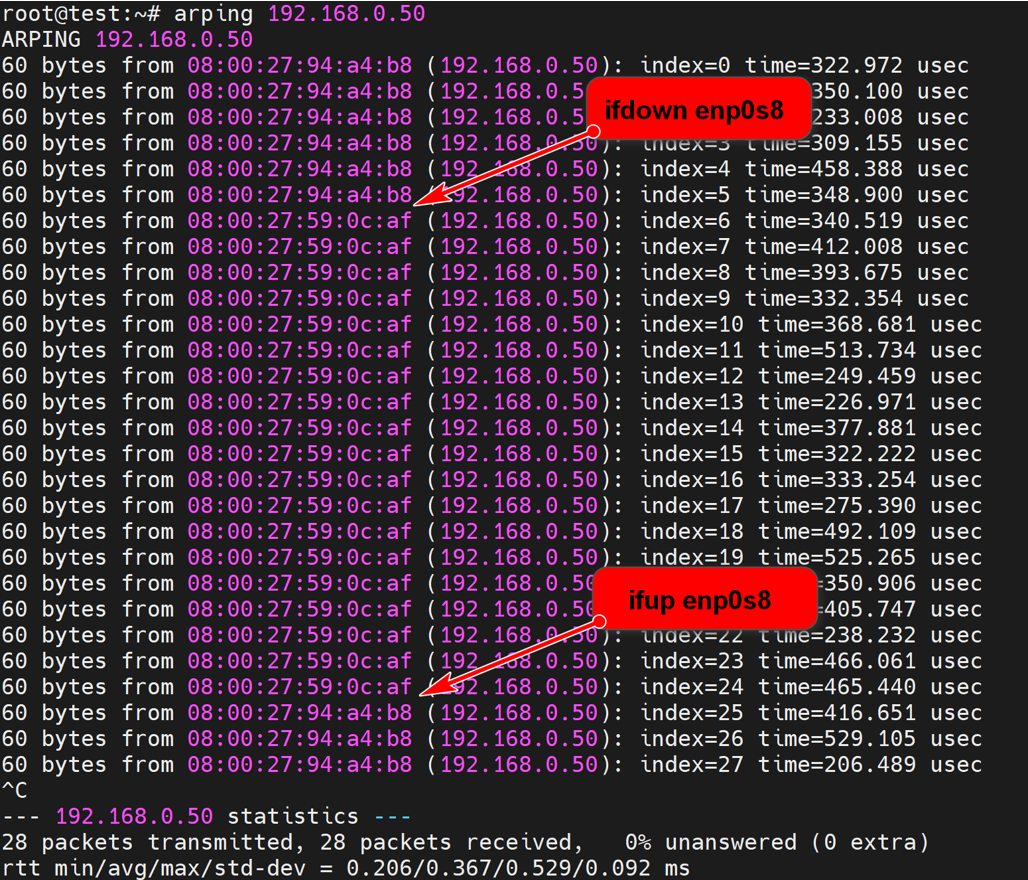 root@test:~# arping 192.168.0.50
ARPING 192.168.0.50
60 bytes from 08:00:27:94:a4:b8 (192.168.0.50): index=0 time=322.972 usec
60 bytes from 08:00:27:94:a4:b8 (192.168.0.5 350.100
60 bytes from 08:00:27:94:a4:b8 (192.168.0.5 ifdown enp0s8 233.008 usec
60 bytes from 08:00:27:94:a4:b8 (192.168.0.50): index=3 time=309.155 usec
60 bytes from 08:00:27:94:a4:b8 (192.168.0.50): index=4 time=458.388 usec
60 bytes from 08:00:27:94:a4:b8 (192.168.0.50): index=5 time=348.900 usec
60 bytes from 08:00:27:59:0c:af (192.168.0.50): index=6 time=340.519 usec
60 bytes from 08:00:27:59:0c:af (192.168.0.50): index=7 time=412.008 usec
60 bytes from 08:00:27:59:0c:af (192.168.0.50): index=8 time=393.675 usec
60 bytes from 08:00:27:59:0c:af (192.168.0.50): index=9 time=332.354 usec
60 bytes from 08:00:27:59:0c:af (192.168.0.50): index=10 time=368.681 usec
60 bytes from 08:00:27:59:0c:af (192.168.0.50): index=11 time=513.734 usec
60 bytes from 08:00:27:59:0c:af (192.168.0.50): index=12 time=249.459 usec
60 bytes from 08:00:27:59:0c:af (192.168.0.50): index=13 time=226.971 usec
60 bytes from 08:00:27:59:0c:af (192.168.0.50): index=14 time=377.881 usec
60 bytes from 08:00:27:59:0c:af (192.168.0.50): index=15 time=322.222 usec
60 bytes from 08:00:27:59:0c:af (192.168.0.50): index=16 time=333.254 usec
60 bytes from 08:00:27:59:0c:af (192.168.0.50): index=17 time=275.390 usec
60 bytes from 08:00:27:59:0c:af (192.168.0.50): index=18 time=492.109 usec
60 bytes from 08:00:27:59:0c:af (192.168.0.50): index=19 time=525.265 usec
60 bytes from 08:00:27:59:0c:af (192.168.0.50 =350.906 usec
60 bytes from 08:00:27:59:0c:af (192.168.0.50 ifup enp0s8 =405.747 usec
60 bytes from 08:00:27:59:0c:af (192.168.0.50): index=22 time=238.232 usec
60 bytes from 08:00:27:59:0c:af (192.168.0.50): index=23 time=466.061 usec
60 bytes from 08:00:27:59:0c:af (192.168.0.50): index=24 time=465.440 usec
60 bytes from 08:00:27:94:a4:b8 (192.168.0.50): index=25 time=416.651 usec
60 bytes from 08:00:27:94:a4:b8 (192.168.0.50): index=26 time=529.105 usec
60 bytes from 08:00:27:94:a4:b8 (192.168.0.50): index=27 time=206.489 usec
^C
--- 192.168.0.50 statistics ---
28 packets transmitted, 28 packets received,   0% unanswered (0 extra)
rtt min/avg/max/std-dev = 0.206/0.367/0.529/0.092 ms